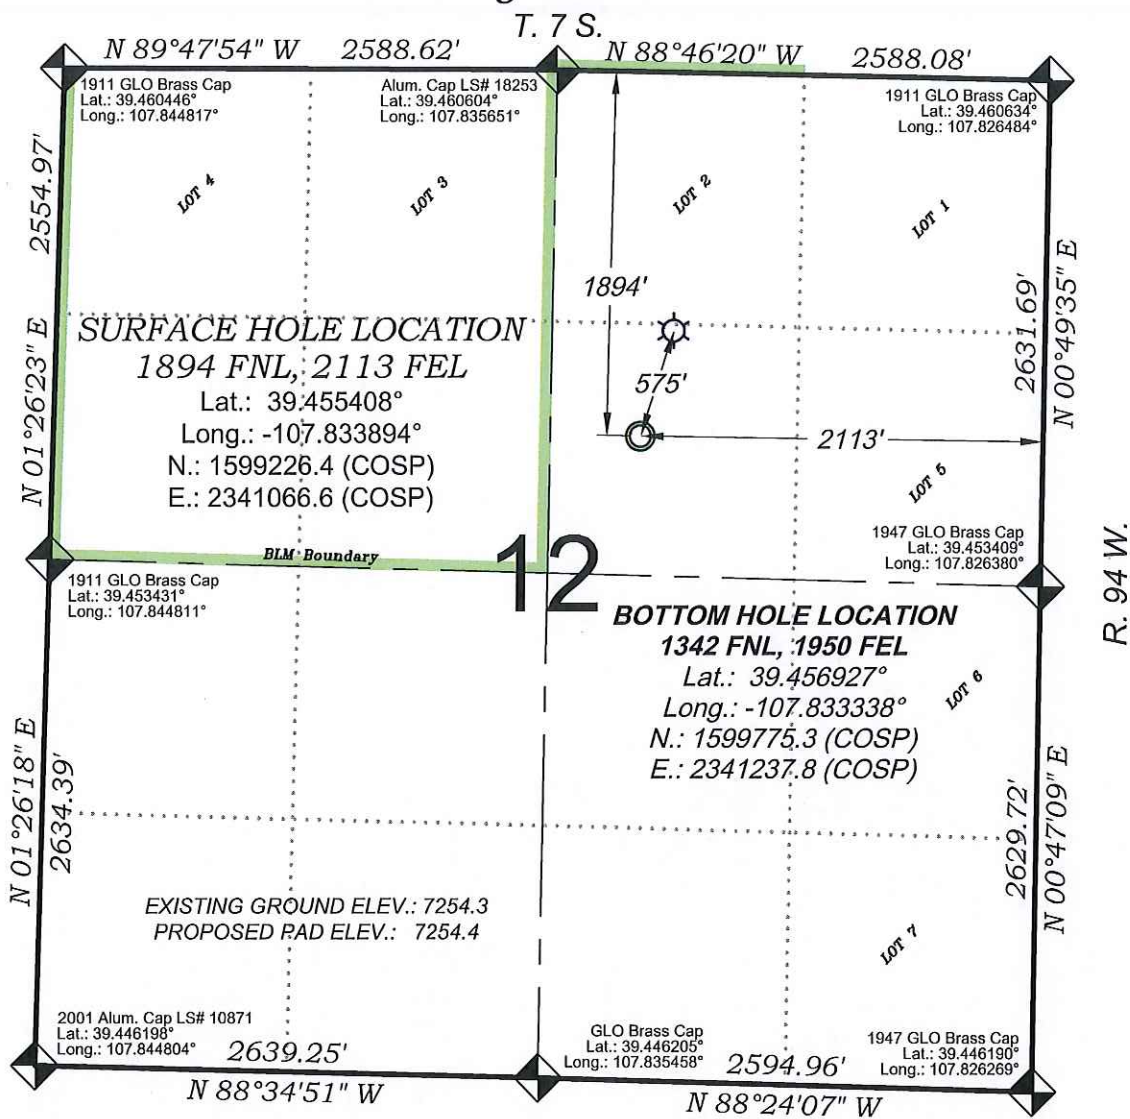 T. 7 S.
N 89°47'54" W 2588.62'
N 88°46'20" W 2588.08'
1911 GLO Brass Cap
Lat.: 39.460446°
Long.: 107.844817°
Alum. Cap LS# 18253
Lat.: 39.460604°
Long.: 107.835651°
1911 GLO Brass Cap
Lat.: 39.460634°
Long.: 107.826484°
2554.97'
N 01°26'23" E
LOT 4
LOT 3
LOT 2
LOT 1
1894'
575'
2113'
2631.69'
N 00°49'35" E
SURFACE HOLE LOCATION
1894 FNL, 2113 FEL
Lat.: 39.455408°
Long.: -107.833894°
N.: 1599226.4 (COSP)
E.: 2341066.6 (COSP)
LOT 5
BLM Boundary
12
1947 GLO Brass Cap
Lat.: 39.453409°
Long.: 107.826380°
R. 94 W.
1911 GLO Brass Cap
Lat.: 39.453431°
Long.: 107.844811°
BOTTOM HOLE LOCATION
1342 FNL, 1950 FEL
Lat.: 39.456927°
Long.: -107.833338°
N.: 1599775.3 (COSP)
E.: 2341237.8 (COSP)
LOT 6
N 01°26'18" E
2634.39'
2629.72'
N 00°47'09" E
EXISTING GROUND ELEV.: 7254.3
PROPOSED PAD ELEV.: 7254.4
LOT 7
2001 Alum. Cap LS# 10871
Lat.: 39.446198°
Long.: 107.844804°
GLO Brass Cap
Lat.: 39.446205°
Long.: 107.835458°
1947 GLO Brass Cap
Lat.: 39.446190°
Long.: 107.826269°
2639.25'
N 88°34'51" W
2594.96'
N 88°24'07" W